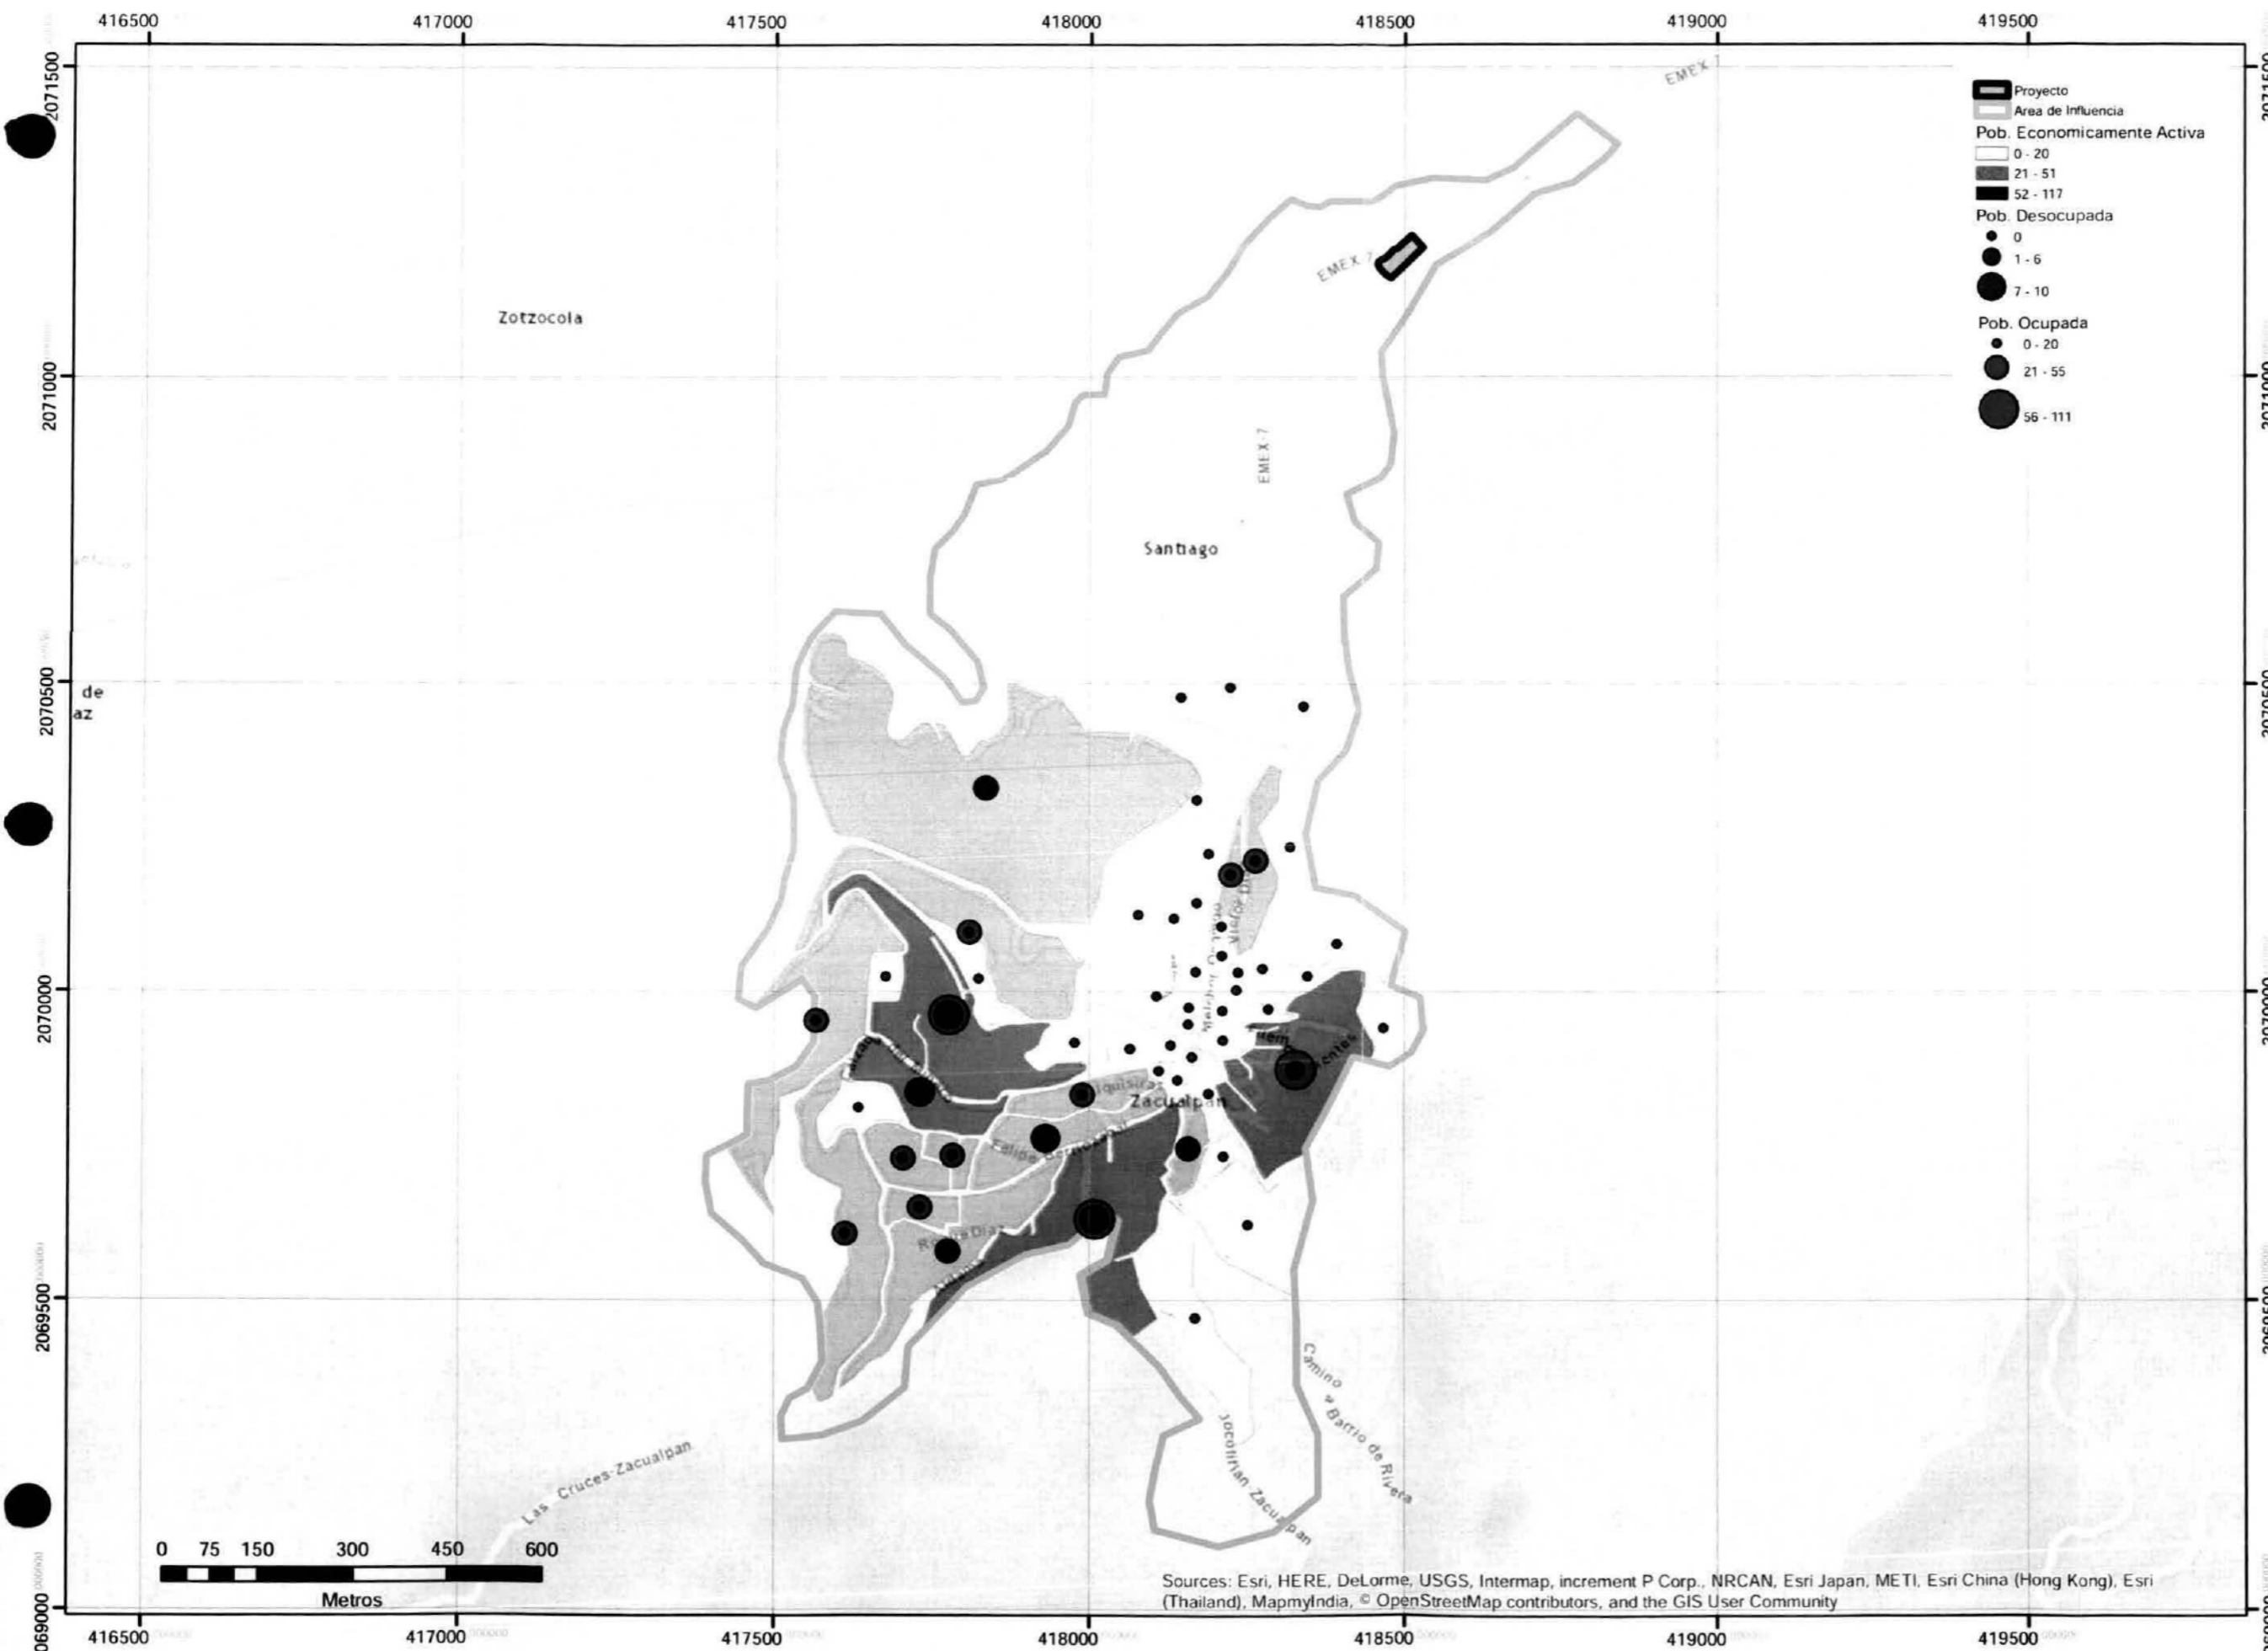 416500 417000 417500 418000 418500 419000 419500
2071500
2071000
2070500
2070000
2069500
2069000
EMEX
Proyecto
Area de Influencia
Pob. Economicamente Activa
0 - 20
21 - 51
52 - 117
Pob. Desocupada
0
1 - 6
7 - 10
Pob. Ocupada
0 - 20
21 - 55
56 - 111
EMEX 7
Zotzocola
EMEX-7
Santiago
de
az
Zacualpan
Camino a Barrio de Rivera
Las Cruces-Zacualpan
0 75 150 300 450 600
Metros
Sources: Esri, HERE, DeLorme, USGS, Intermap, increment P Corp., NRCAN, Esri Japan, METI, Esri China (Hong Kong), Esri
(Thailand), MapmyIndia, © OpenStreetMap contributors, and the GIS User Community
416500 417000 417500 418000 418500 419000 419500